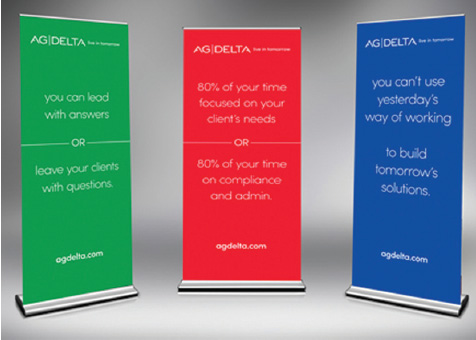 AG|DELTA live in tomorrow
you can lead
with answers
OR
leave your clients
with questions.
agdelta.com
AG|DELTA live in tomorrow
80% of your time
focused on your
client's needs
OR
80% of your time
on compliance
and admin.
agdelta.com
AG|DELTA live in tomorrow
you can't use
yesterday's
way of working
to build
tomorrow's
solutions.
agdelta.com